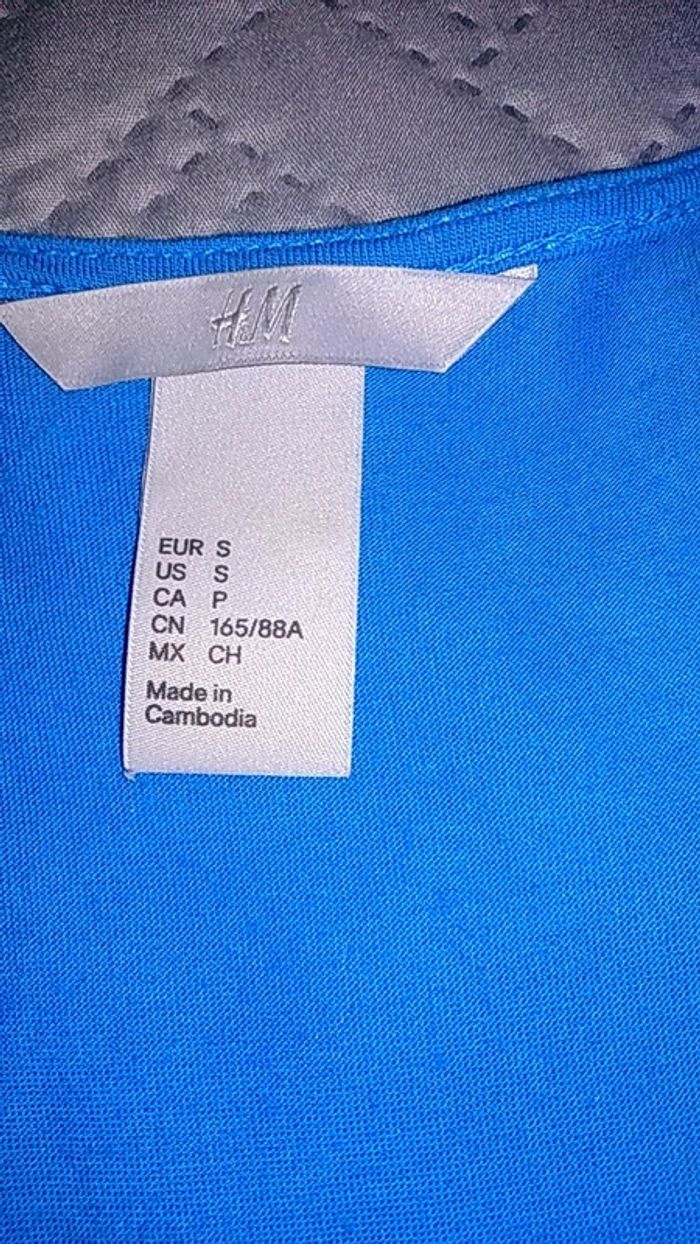 H&M
EUR S
US S
CA P
CN 165/88A
MX CH
Made in
Cambodia